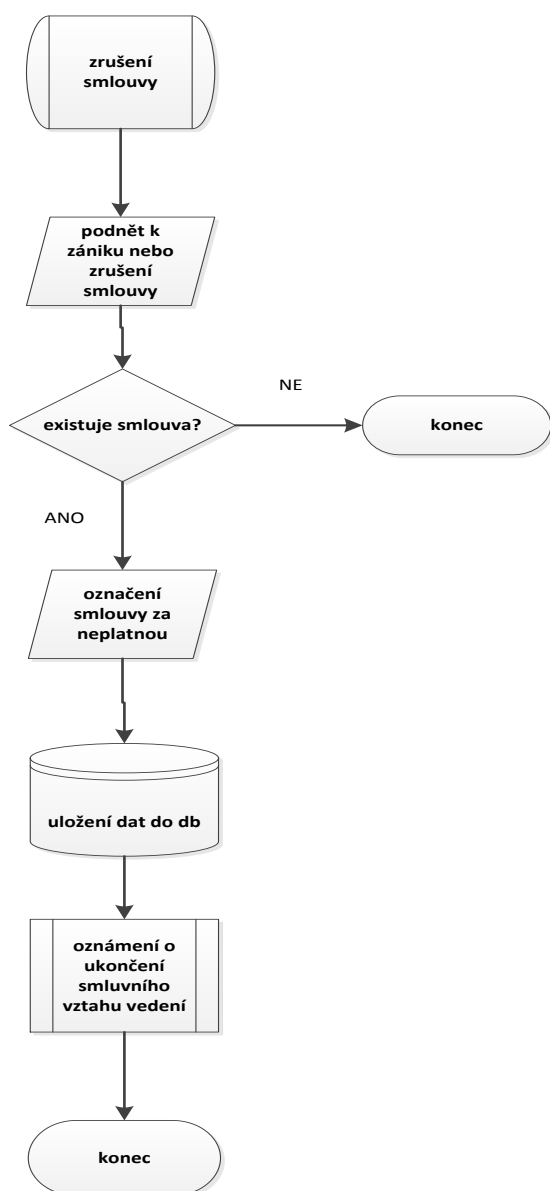 zrušení
smlouvy
podnět k
zániku nebo
zrušení
smlouvy
existuje smlouva?
NE
konec
ANO
označení
smlouvy za
neplatnou
uložení dat do db
oznámení o
ukončení
smluvního
vztahu vedení
konec